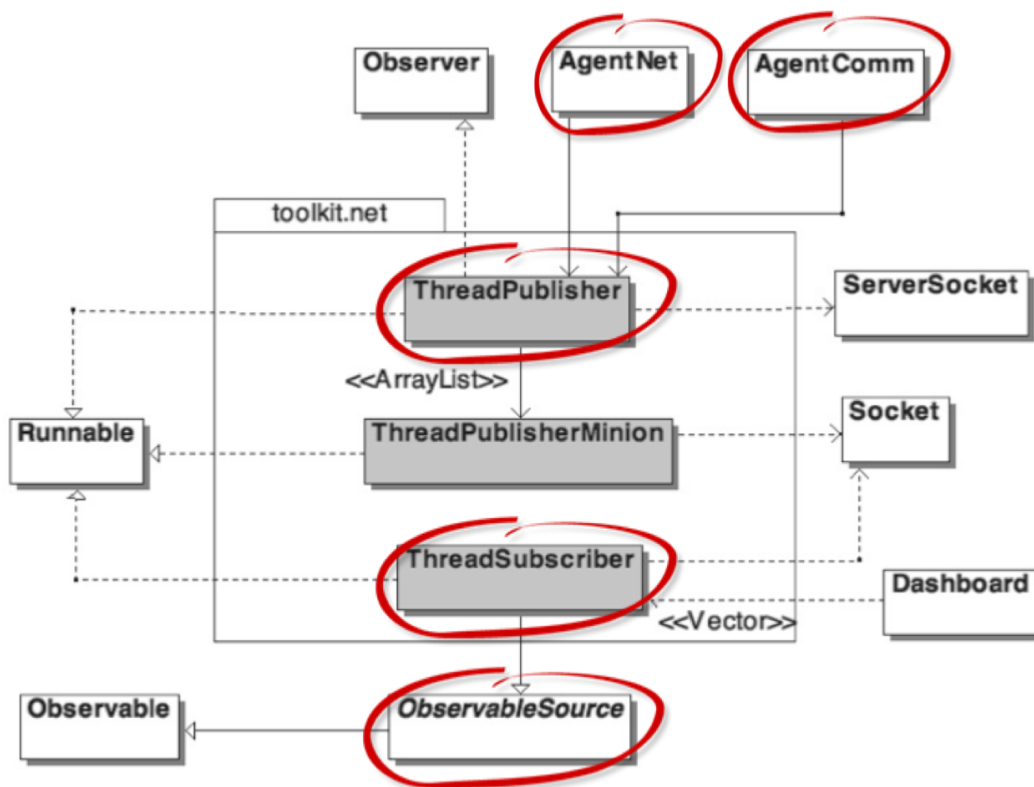 Observer
AgentNet
AgentComm
toolkit.net
ThreadPublisher
ServerSocket
<<ArrayList>>
Runnable
ThreadPublisherMinion
Socket
ThreadSubscriber
Dashboard
<<Vector>>
Observable
ObservableSource